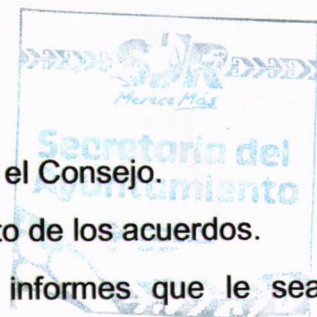 SJR
Merece Más
Secretaría del
Ayuntamiento
el Consejo.
to de los acuerdos.
informes que le sea